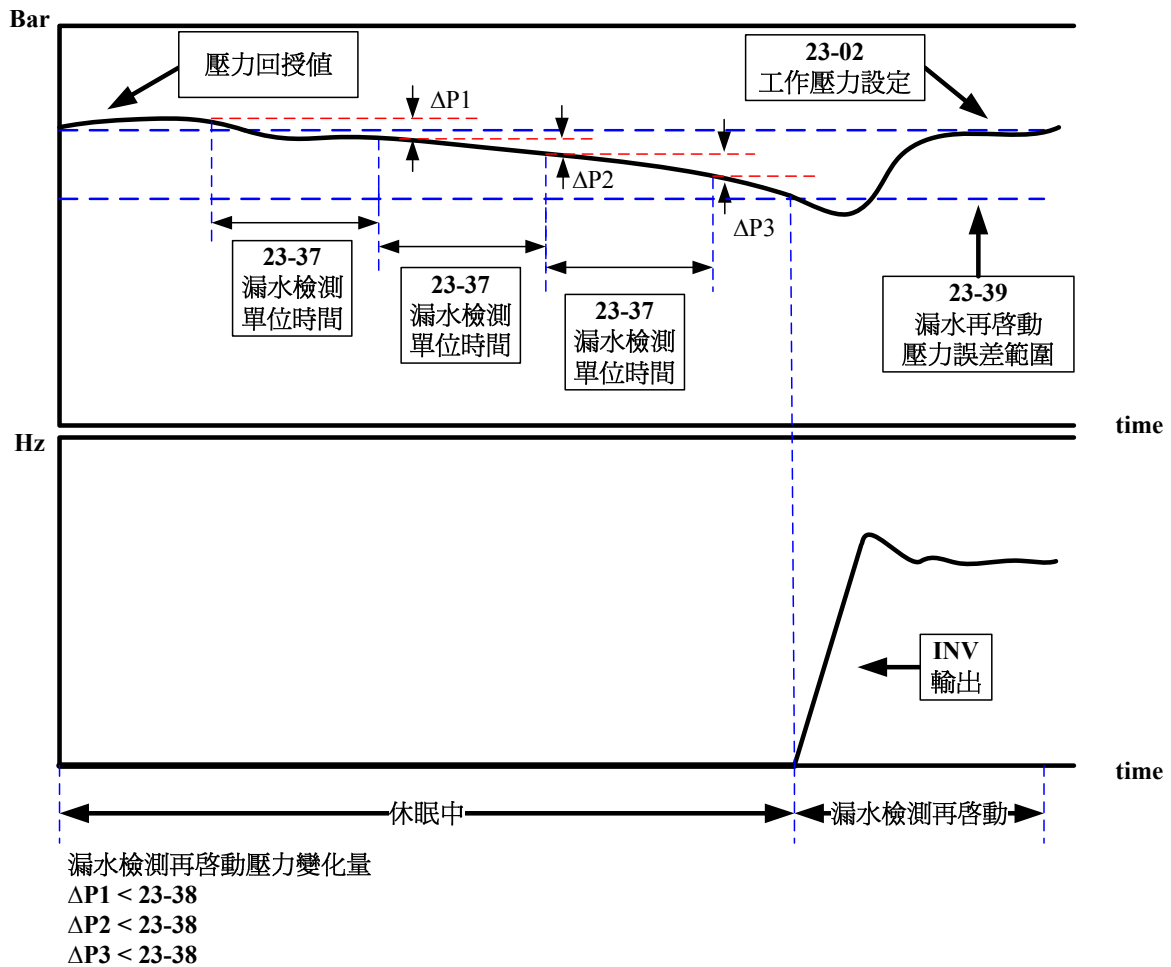 Bar
壓力回授值
23-02
工作壓力設定
ΔP1
ΔP2
ΔP3
23-37
漏水檢測
單位時間
23-37
漏水檢測
單位時間
23-37
漏水檢測
單位時間
23-39
漏水再啓動
壓力誤差範圍
time
Hz
INV
輸出
time
休眠中
漏水檢測再啓動
漏水檢測再啓動壓力變化量
ΔP1 < 23-38
ΔP2 < 23-38
ΔP3 < 23-38